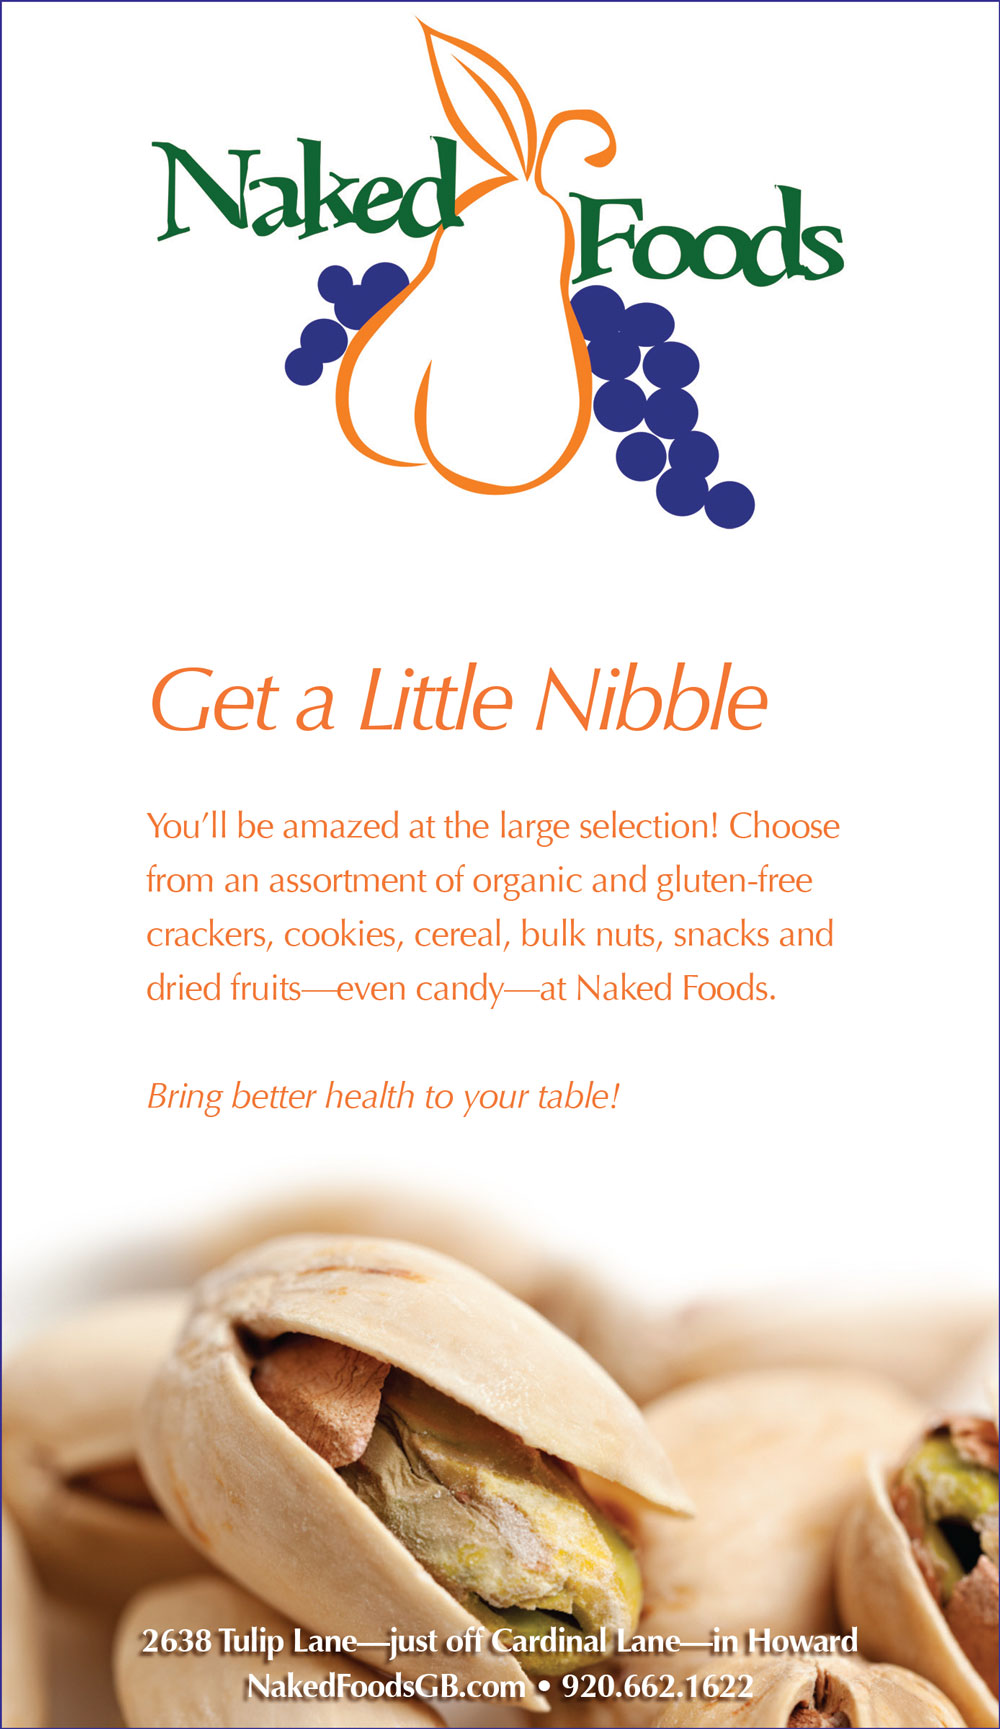 Naked Foods
Get a Little Nibble
You’ll be amazed at the large selection! Choose
from an assortment of organic and gluten-free
crackers, cookies, cereal, bulk nuts, snacks and
dried fruits—even candy—at Naked Foods.
Bring better health to your table!
2638 Tulip Lane—just off Cardinal Lane—in Howard
NakedFoodsGB.com • 920.662.1622